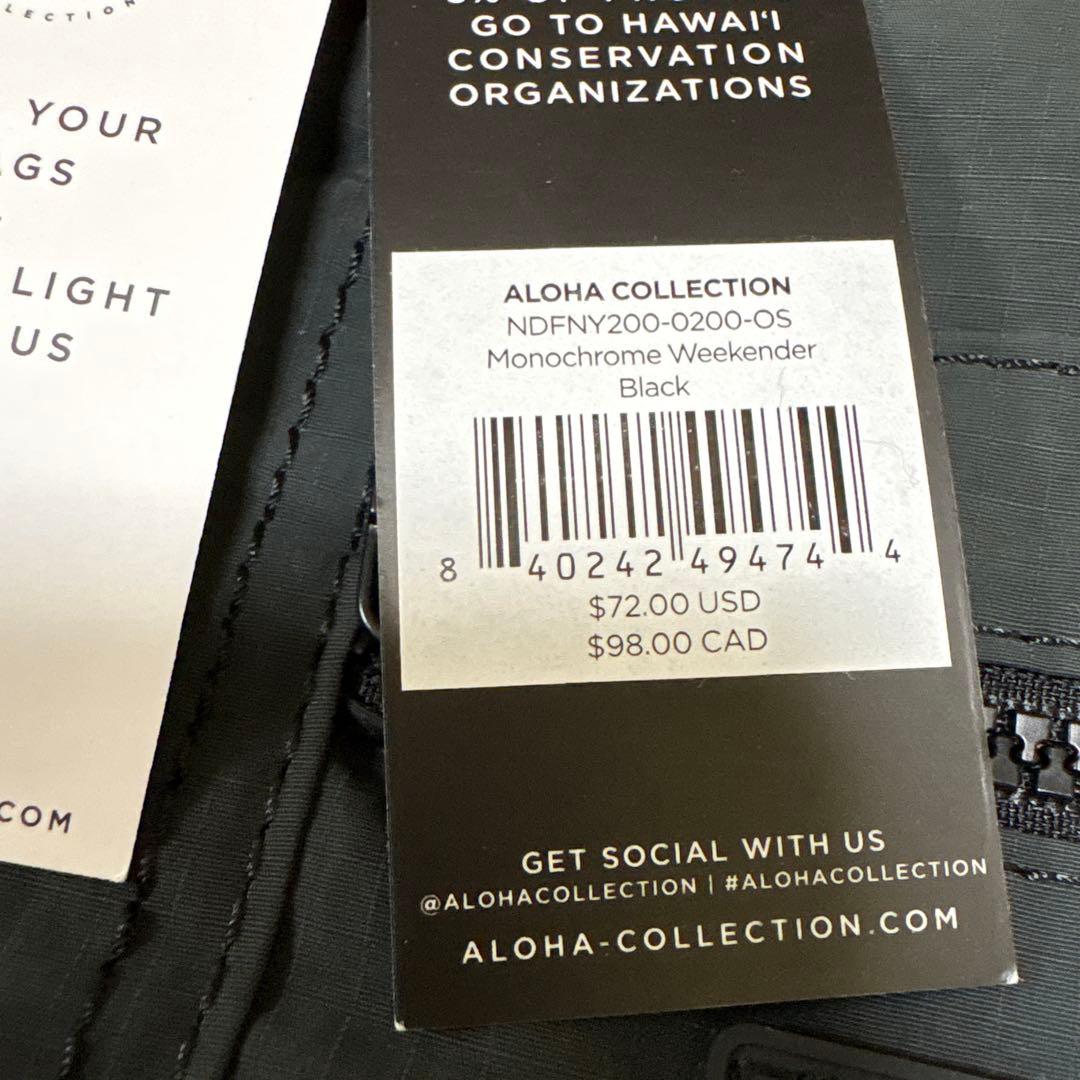 YOUR
LIGHT
US
COM
GO TO HAWAI‘I
CONSERVATION
ORGANIZATIONS
ALOHA COLLECTION
NDFNY200-0200-OS
Monochrome Weekender
Black
8 40242 49474 4
$72.00 USD
$98.00 CAD
GET SOCIAL WITH US
@ALOHACOLLECTION | #ALOHACOLLECTION
ALOHA-COLLECTION.COM